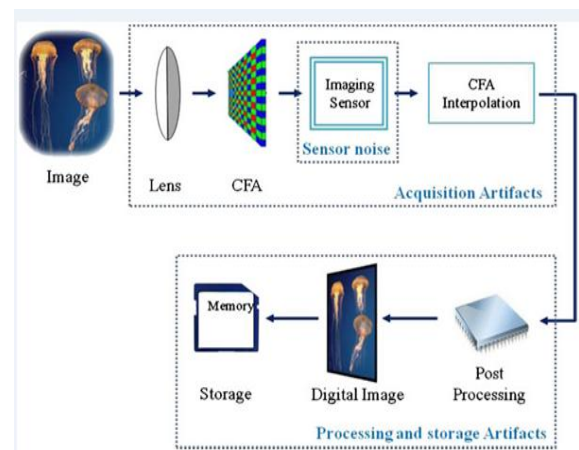 Imaging
Sensor
CFA
Interpolation
Sensor noise
Image
Lens
CFA
Acquisition Artifacts
Memory
Storage
Digital Image
Post
Processing
Processing and storage Artifacts